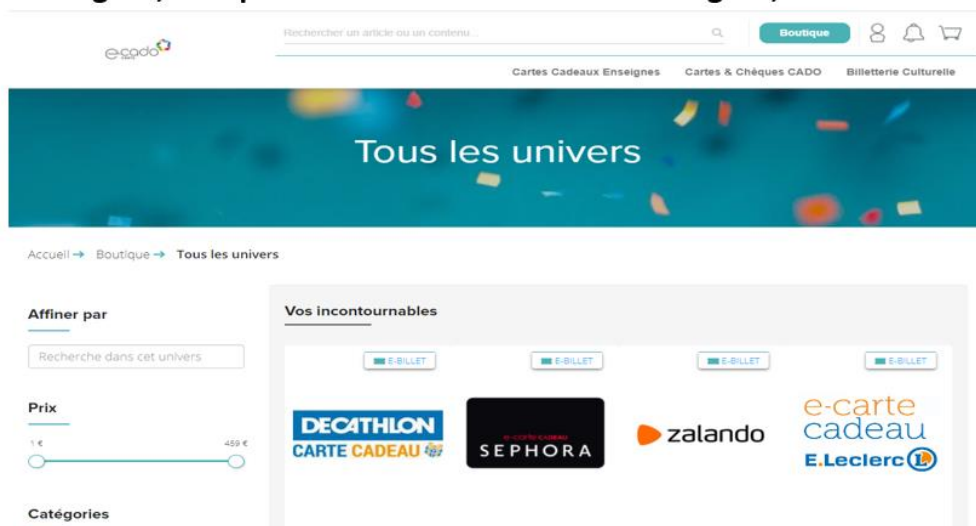 Rechercher un article ou un contenu...
Boutique
e-cado
Cartes Cadeaux Enseignes
Cartes & Chèques CADO
Billetterie Culturelle
Tous les univers
Accueil → Boutique → Tous les univers
Affiner par
Recherche dans cet univers
Prix
1 €
459 €
Catégories
Vos incontournables
E-BILLET
E-BILLET
E-BILLET
E-BILLET
DECATHLON
CARTE CADEAU
e-carte cadeau
SEPHORA
zalando
e-carte
cadeau
E.Leclerc L